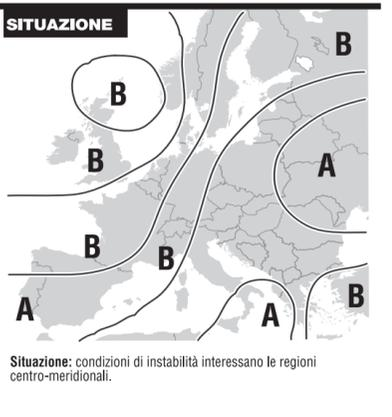 SITUAZIONE
B
B
B
A
B
B
A
A
B
Situazione: condizioni di instabilità interessano le regioni
centro-meridionali.